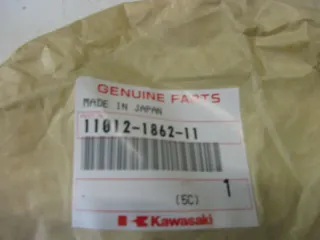 GENUINE PARTS
MADE IN JAPAN
11012-1862-11
1
(5C)
Kawasaki